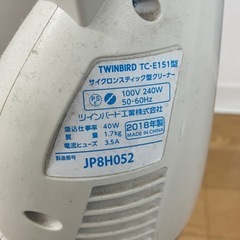 TWINBIRD TC-E151型
サイクロンスティック型クリーナー
100V 240W
50-60Hz
ツインバード工業株式会社
吸込仕事率 40W
質量 1.7kg
電流ヒューズ 3.5A
2018年製
MADE IN CHINA
製造番号
JP8H052